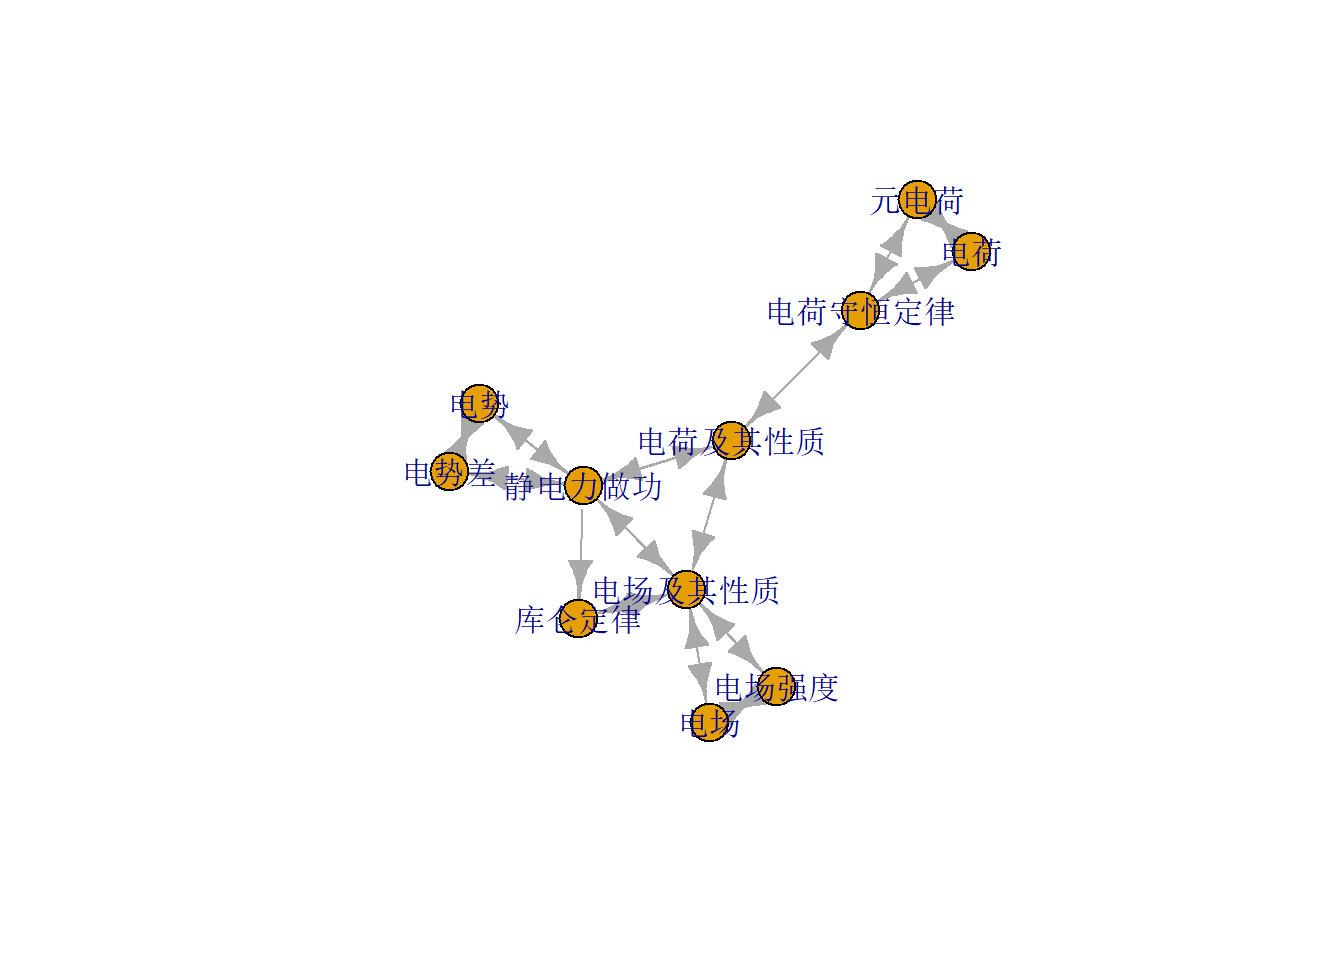 元电荷
电荷
电荷守恒定律
电势
电荷及其性质
电势差
静电力做功
电场及其性质
库仑定律
电场强度
电场